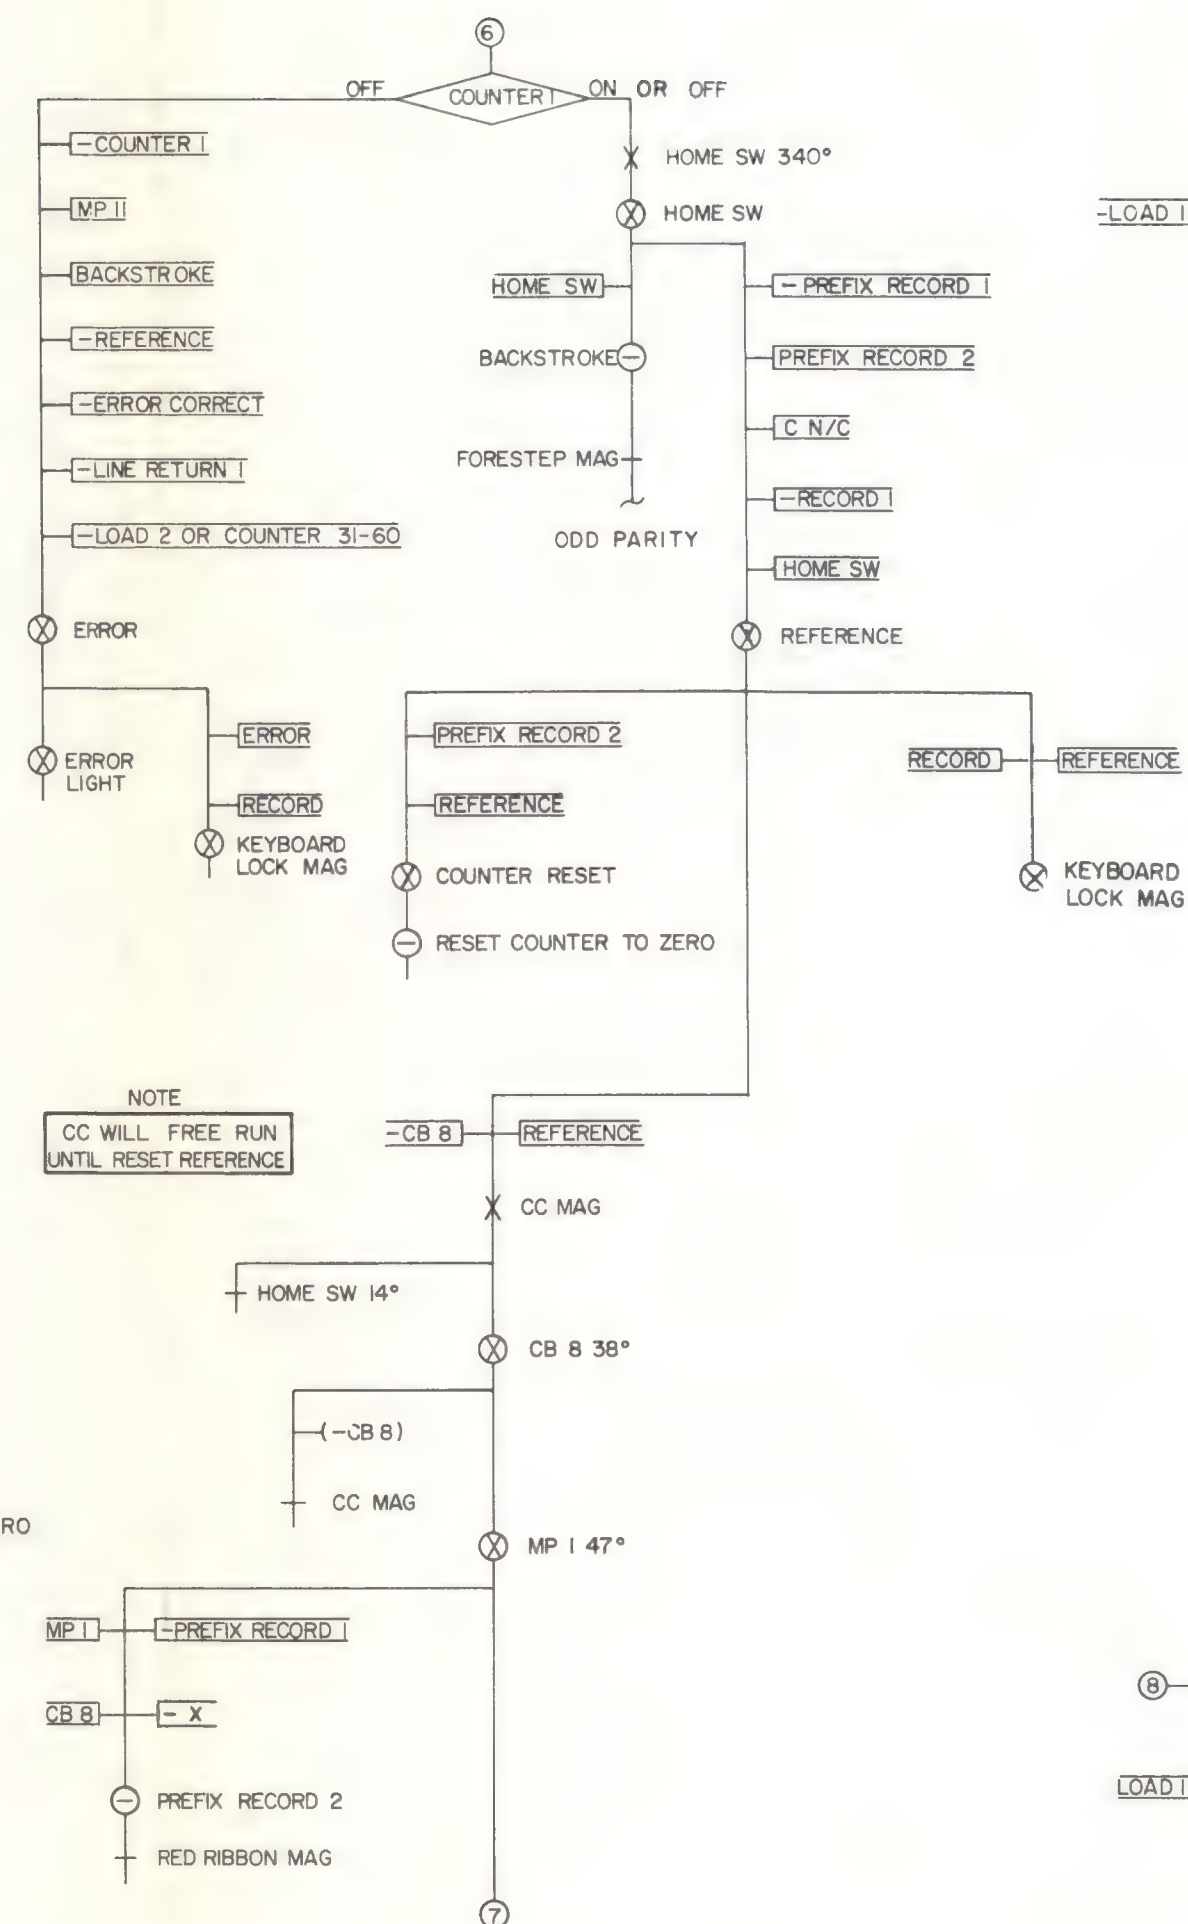 6
OFF
COUNTER 1
ON OR OFF
-COUNTER 1
HOME SW 340°
MP 11
HOME SW
-LOAD 1
BACKSTROKE
HOME SW
- PREFIX RECORD 1
-REFERENCE
BACKSTROKE
PREFIX RECORD 2
-ERROR CORRECT
C N/C
-LINE RETURN 1
FORESTEP MAG
-RECORD 1
-LOAD 2 OR COUNTER 31-60
ODD PARITY
HOME SW
ERROR
REFERENCE
ERROR
LIGHT
ERROR
RECORD
KEYBOARD
LOCK MAG
PREFIX RECORD 2
REFERENCE
COUNTER RESET
RESET COUNTER TO ZERO
RECORD
REFERENCE
KEYBOARD
LOCK MAG
NOTE
CC WILL FREE RUN
UNTIL RESET REFERENCE
-CB 8
REFERENCE
CC MAG
HOME SW 14°
CB 8 38°
(-CB 8)
CC MAG
RO
MP 1 47°
MP 1
-PREFIX RECORD 1
CB 8
- X
8
PREFIX RECORD 2
LOAD 1
RED RIBBON MAG
7